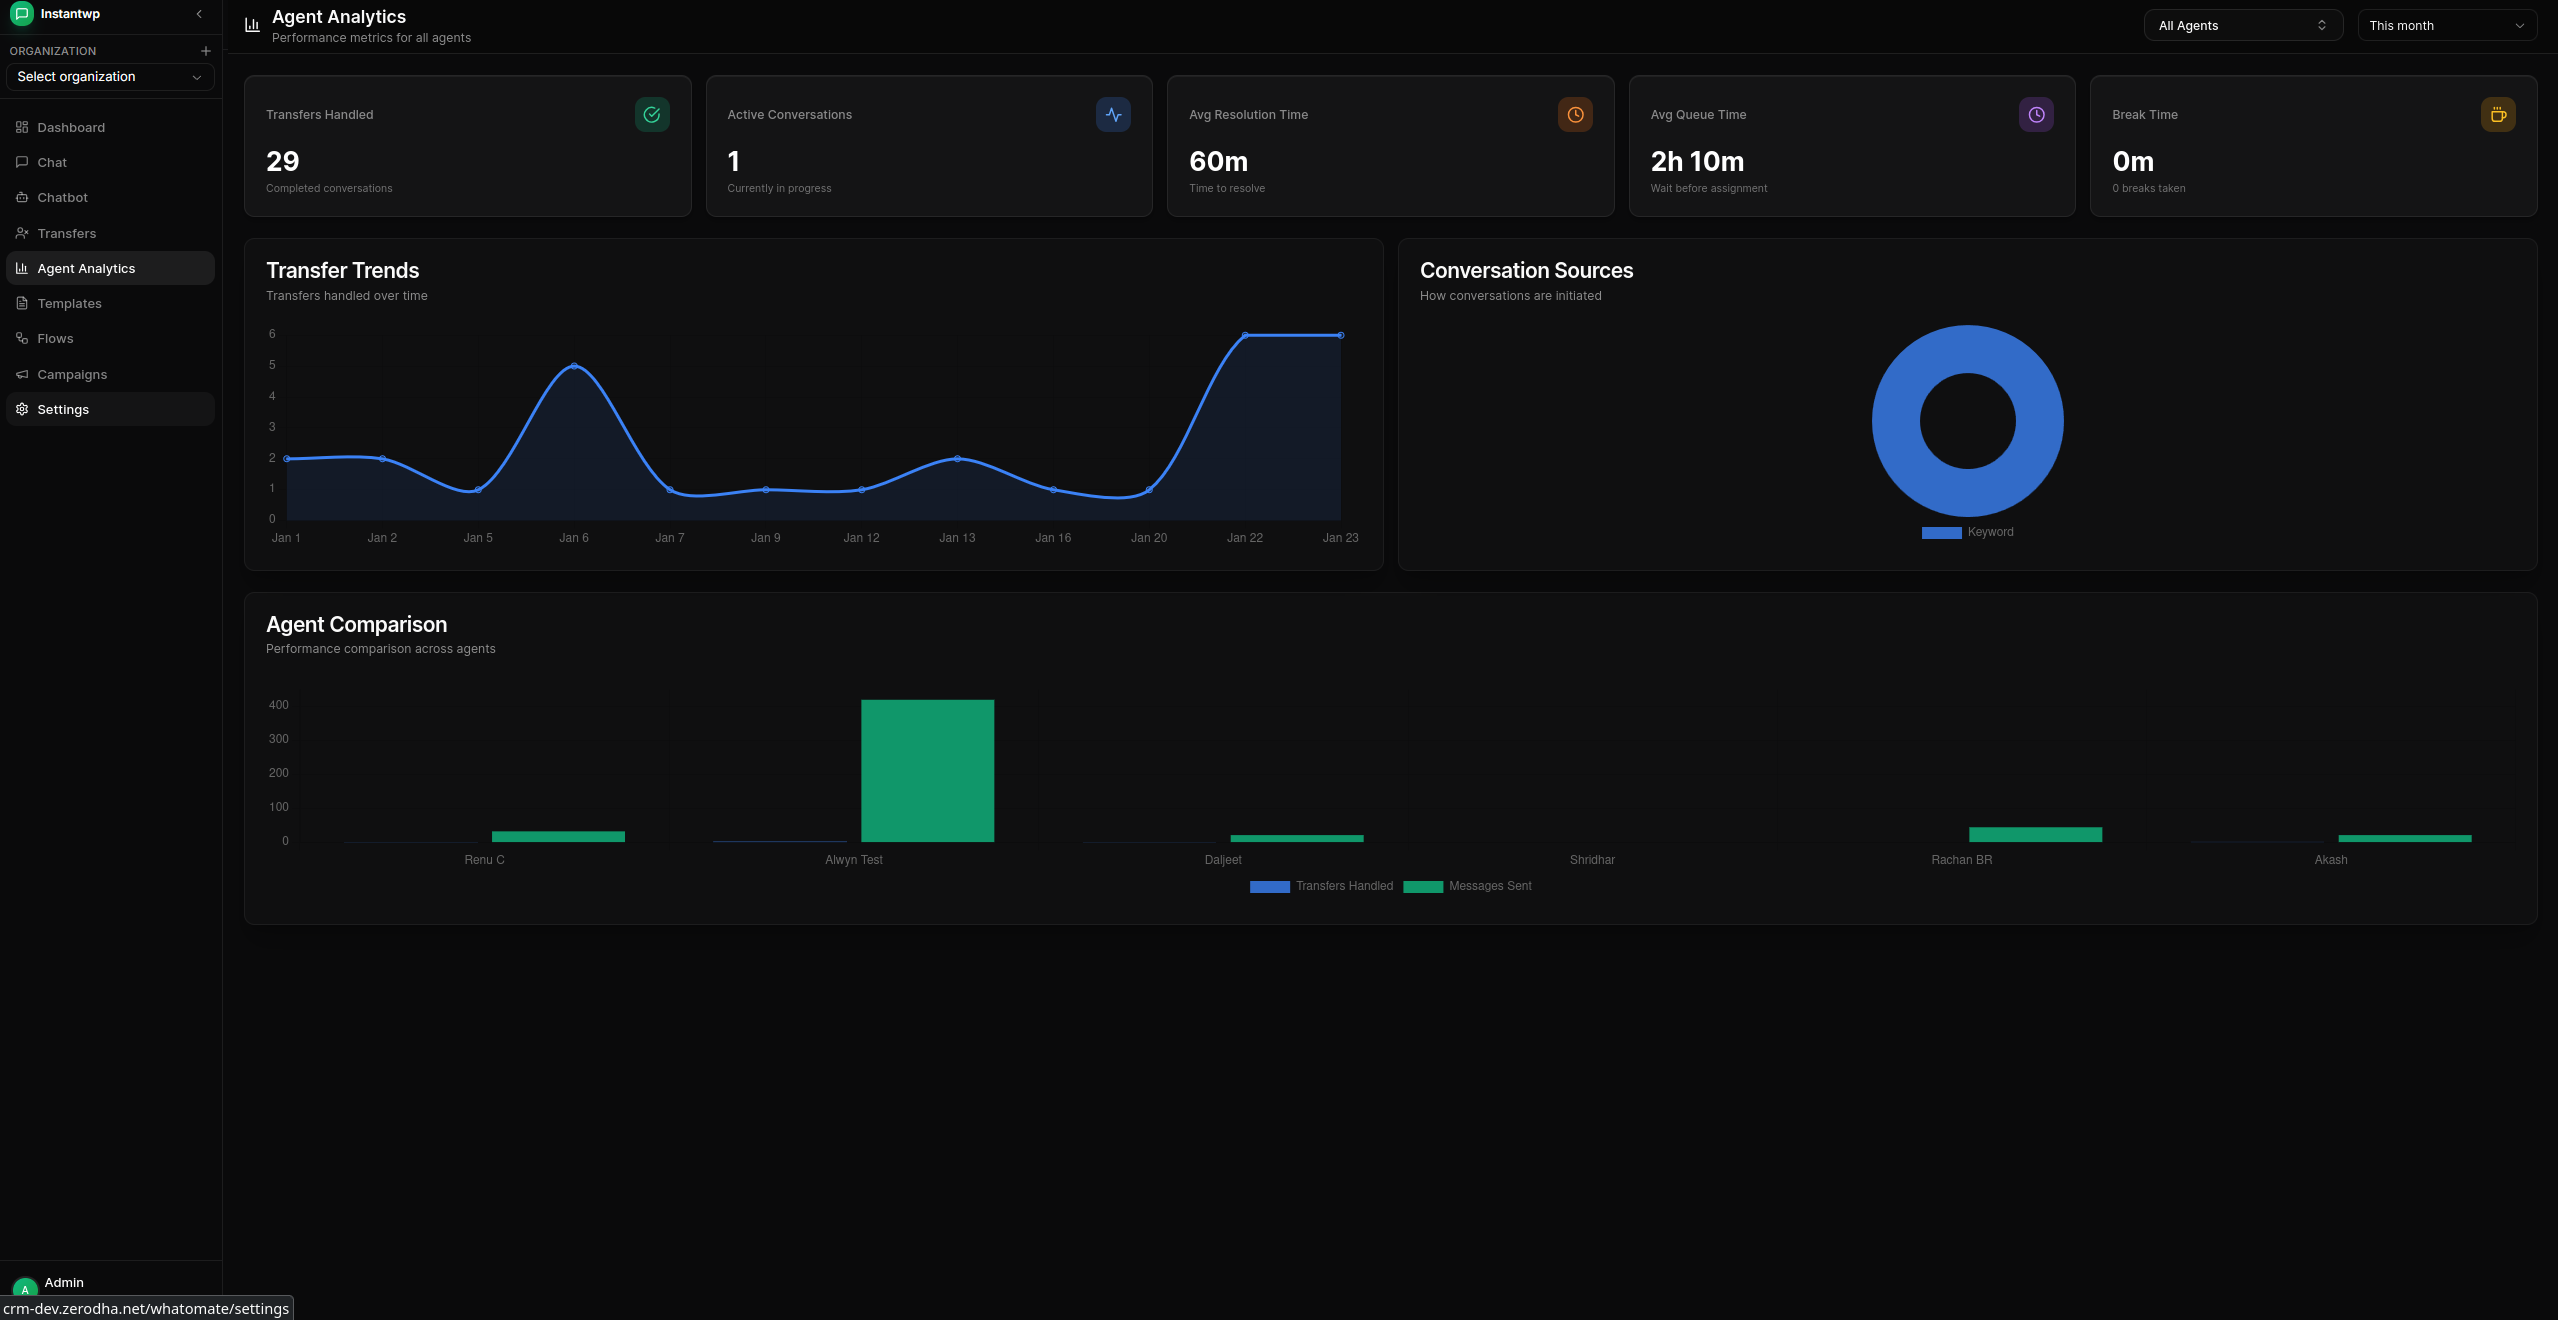 Instantwp
ORGANIZATION
Select organization
Dashboard
Chat
Chatbot
Transfers
Agent Analytics
Templates
Flows
Campaigns
Settings
A
Admin
crm-dev.zerodha.net/whatomate/settings
Agent Analytics
Performance metrics for all agents
All Agents
This month
Transfers Handled
29
Completed conversations
Active Conversations
1
Currently in progress
Avg Resolution Time
60m
Time to resolve
Avg Queue Time
2h 10m
Wait before assignment
Break Time
0m
0 breaks taken
Transfer Trends
Transfers handled over time
6
5
4
3
2
1
0
Jan 1 Jan 2 Jan 5 Jan 6 Jan 7 Jan 9 Jan 12 Jan 13 Jan 16 Jan 20 Jan 22 Jan 23
Conversation Sources
How conversations are initiated
Keyword
Agent Comparison
Performance comparison across agents
400
300
200
100
0
Renu C Alwyn Test Daljeet Shridhar Rachan BR Akash
Transfers Handled Messages Sent